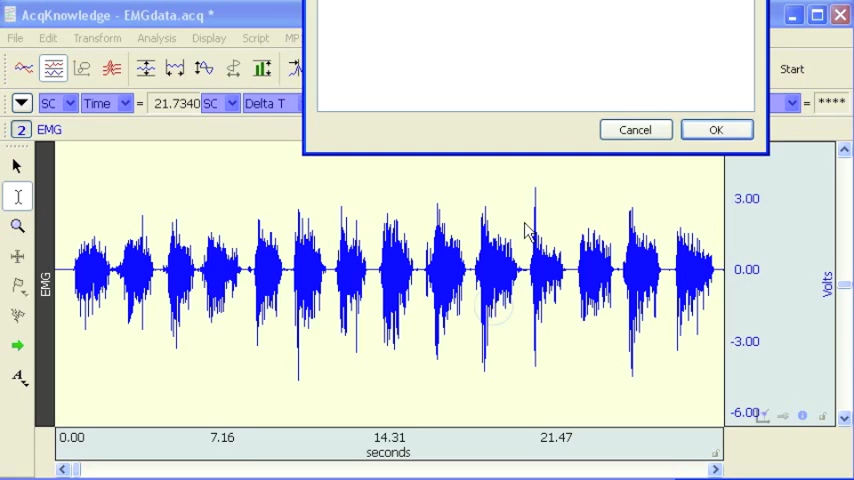 AcqKnowledge - EMGdata.acq *
File Edit Transform Analysis Display Script MP
Start
SC Time = 21.7340 SC Delta T = ****
2 EMG
Cancel OK
3.00
0.00
-3.00
-6.00
EMG
Volts
0.00 7.16 14.31 21.47
seconds